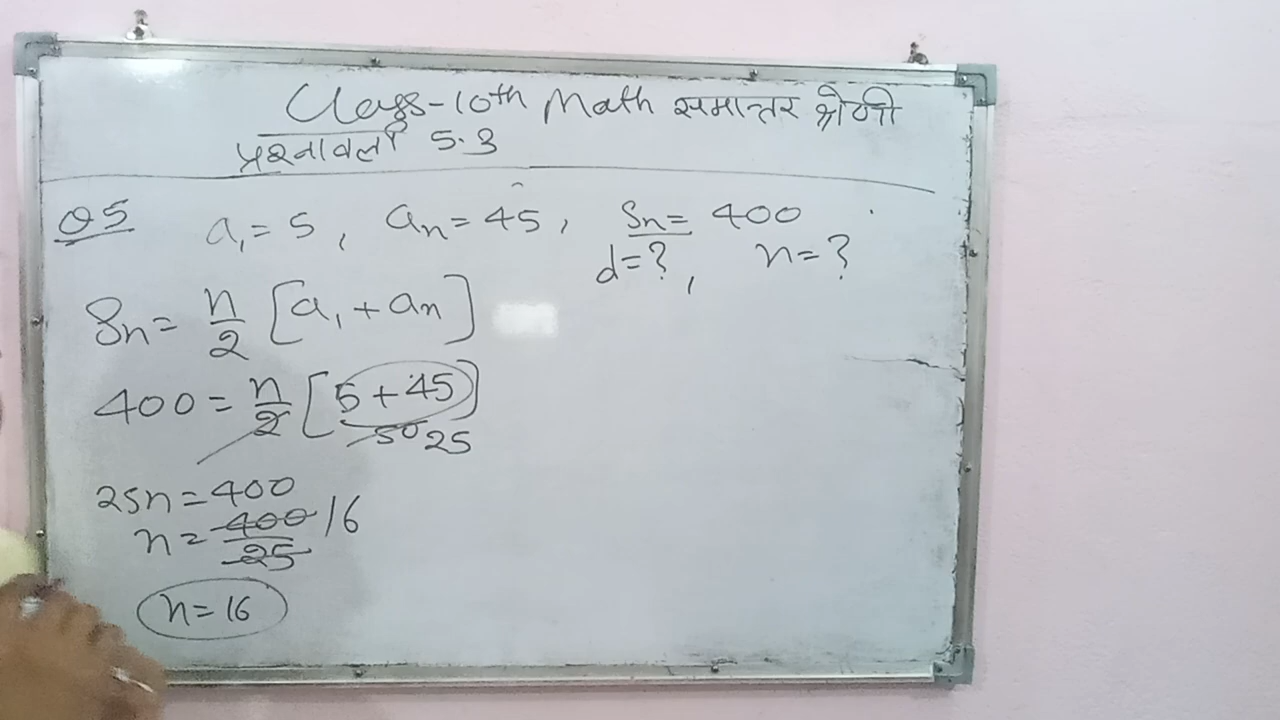 Class-10th Math समान्तर श्रेणी
प्रश्नावली 5.3
Q5 a₁ = 5, aₙ = 45, Sₙ = 400
d = ?, n = ?
Sₙ = n/2 [a₁ + aₙ]
400 = n/2 [5 + 45]
50 25
25n = 400
n = 400/25 16
n = 16